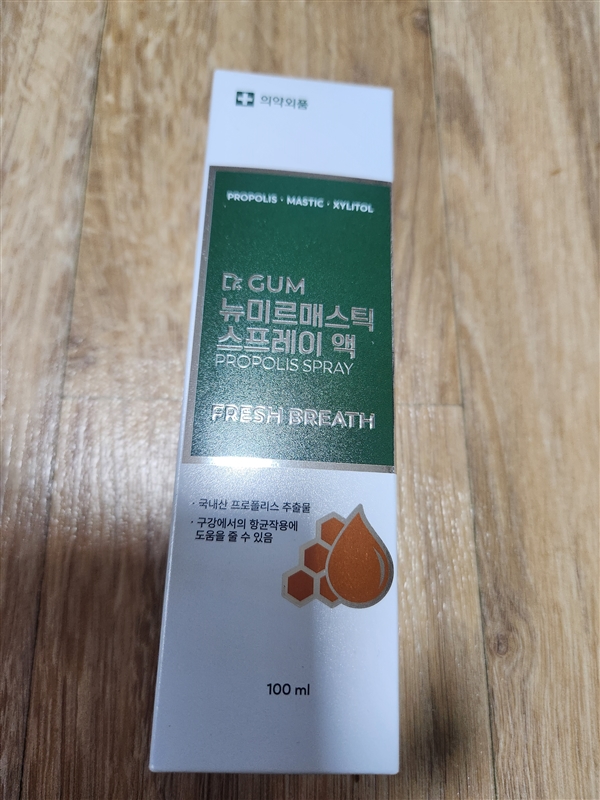 의약외품
PROPOLIS · MASTIC · XYLITOL
GUM
뉴미르매스틱
스프레이 액
PROPOLIS SPRAY
FRESH BREATH
· 국내산 프로폴리스 추출물
· 구강에서의 항균작용에
도움을 줄 수 있음
100 ml